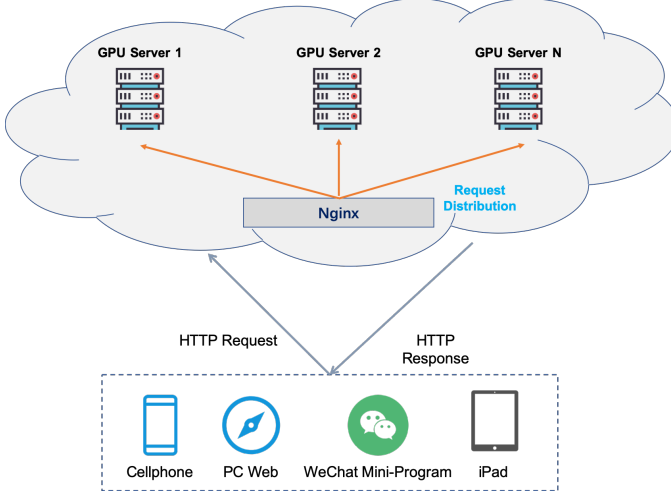 GPU Server 1
GPU Server 2
GPU Server N
Request
Distribution
Nginx
HTTP Request
HTTP
Response
Cellphone
PC Web
WeChat Mini-Program
iPad